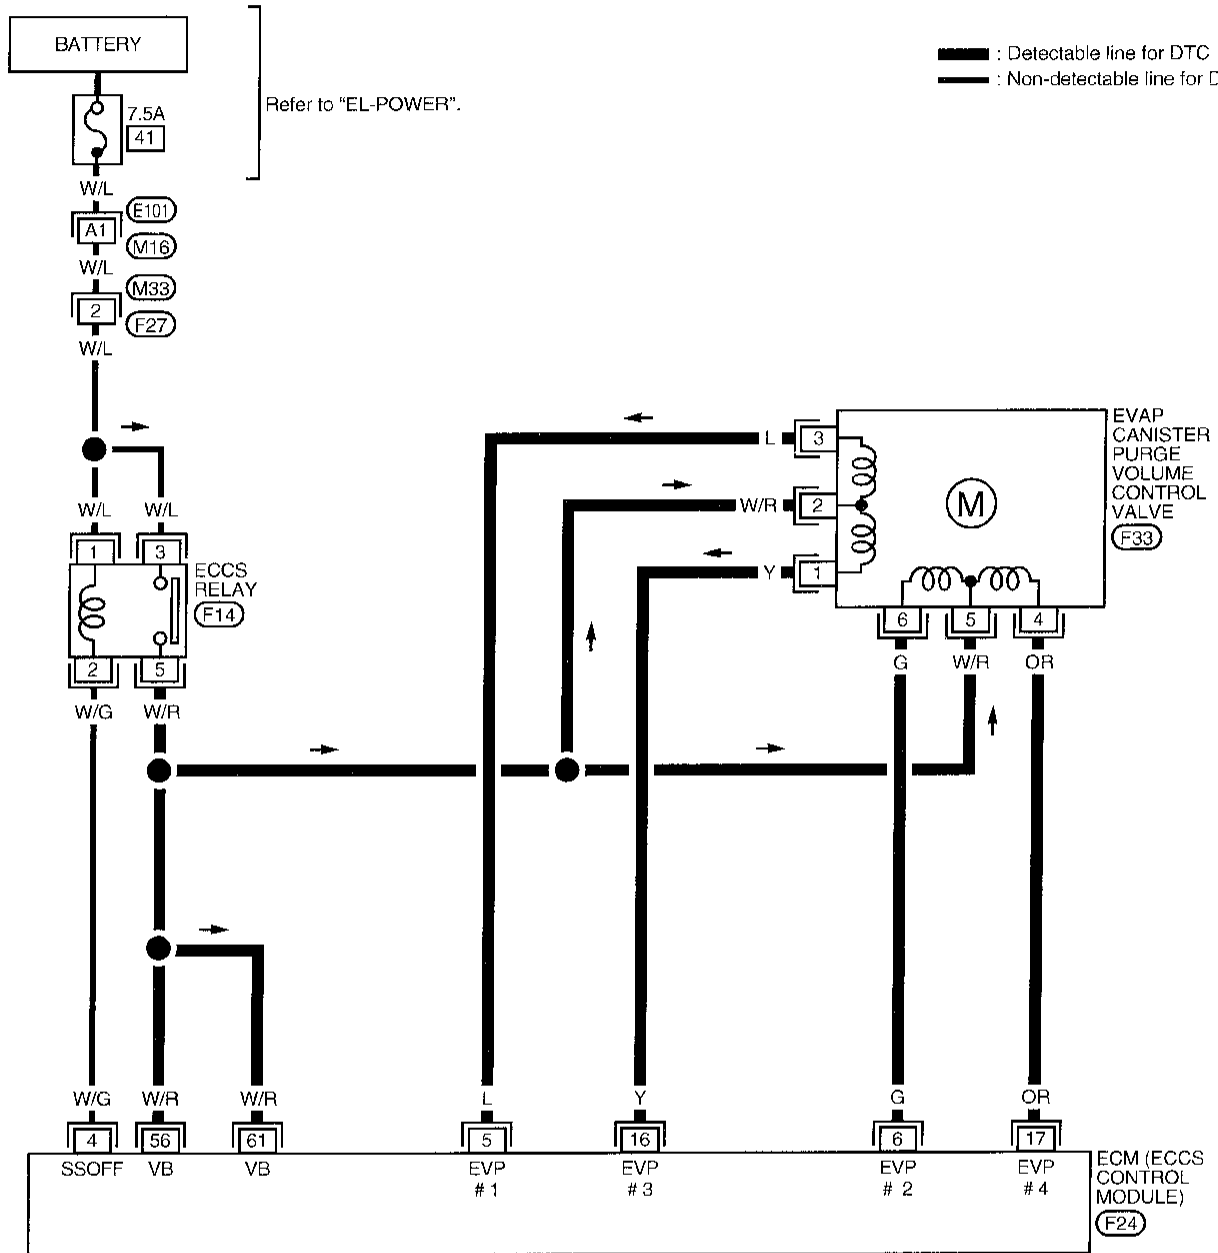 BATTERY
7.5A
41
Refer to "EL-POWER".
: Detectable line for DTC
: Non-detectable line for
W/L
E101
A1
M16
W/L
M33
2
F27
W/L
W/L
W/L
1
3
ECCS
RELAY
F14
2
5
W/G
W/R
L
3
W/R
2
Y
1
M
EVAP
CANISTER
PURGE
VOLUME
CONTROL
VALVE
F33
6
5
4
G
W/R
OR
W/G
W/R
W/R
L
Y
G
OR
4
56
61
5
16
6
17
SSOFF
VB
VB
EVP
# 1
EVP
# 3
EVP
# 2
EVP
# 4
ECM (ECCS
CONTROL
MODULE)
F24